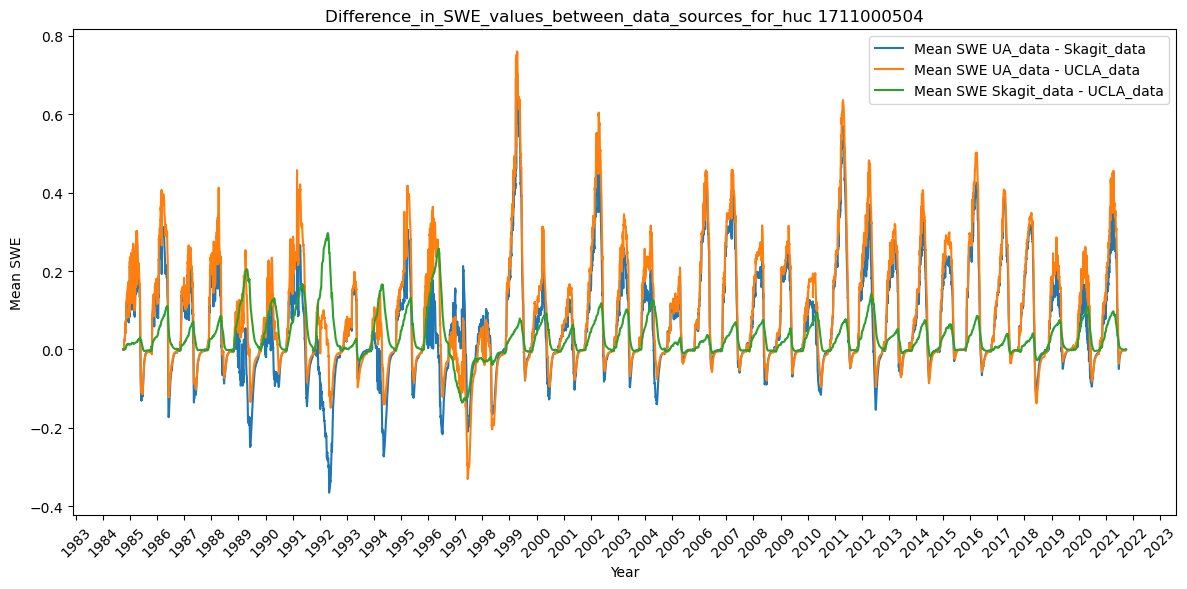 Difference_in_SWE_values_between_data_sources_for_huc 1711000504
Mean SWE UA_data - Skagit_data
Mean SWE UA_data - UCLA_data
Mean SWE Skagit_data - UCLA_data
Mean SWE
0.8
0.6
0.4
0.2
0.0
−0.2
−0.4
1983 1984 1985 1986 1987 1988 1989 1990 1991 1992 1993 1994 1995 1996 1997 1998 1999 2000 2001 2002 2003 2004 2005 2006 2007 2008 2009 2010 2011 2012 2013 2014 2015 2016 2017 2018 2019 2020 2021 2022 2023
Year